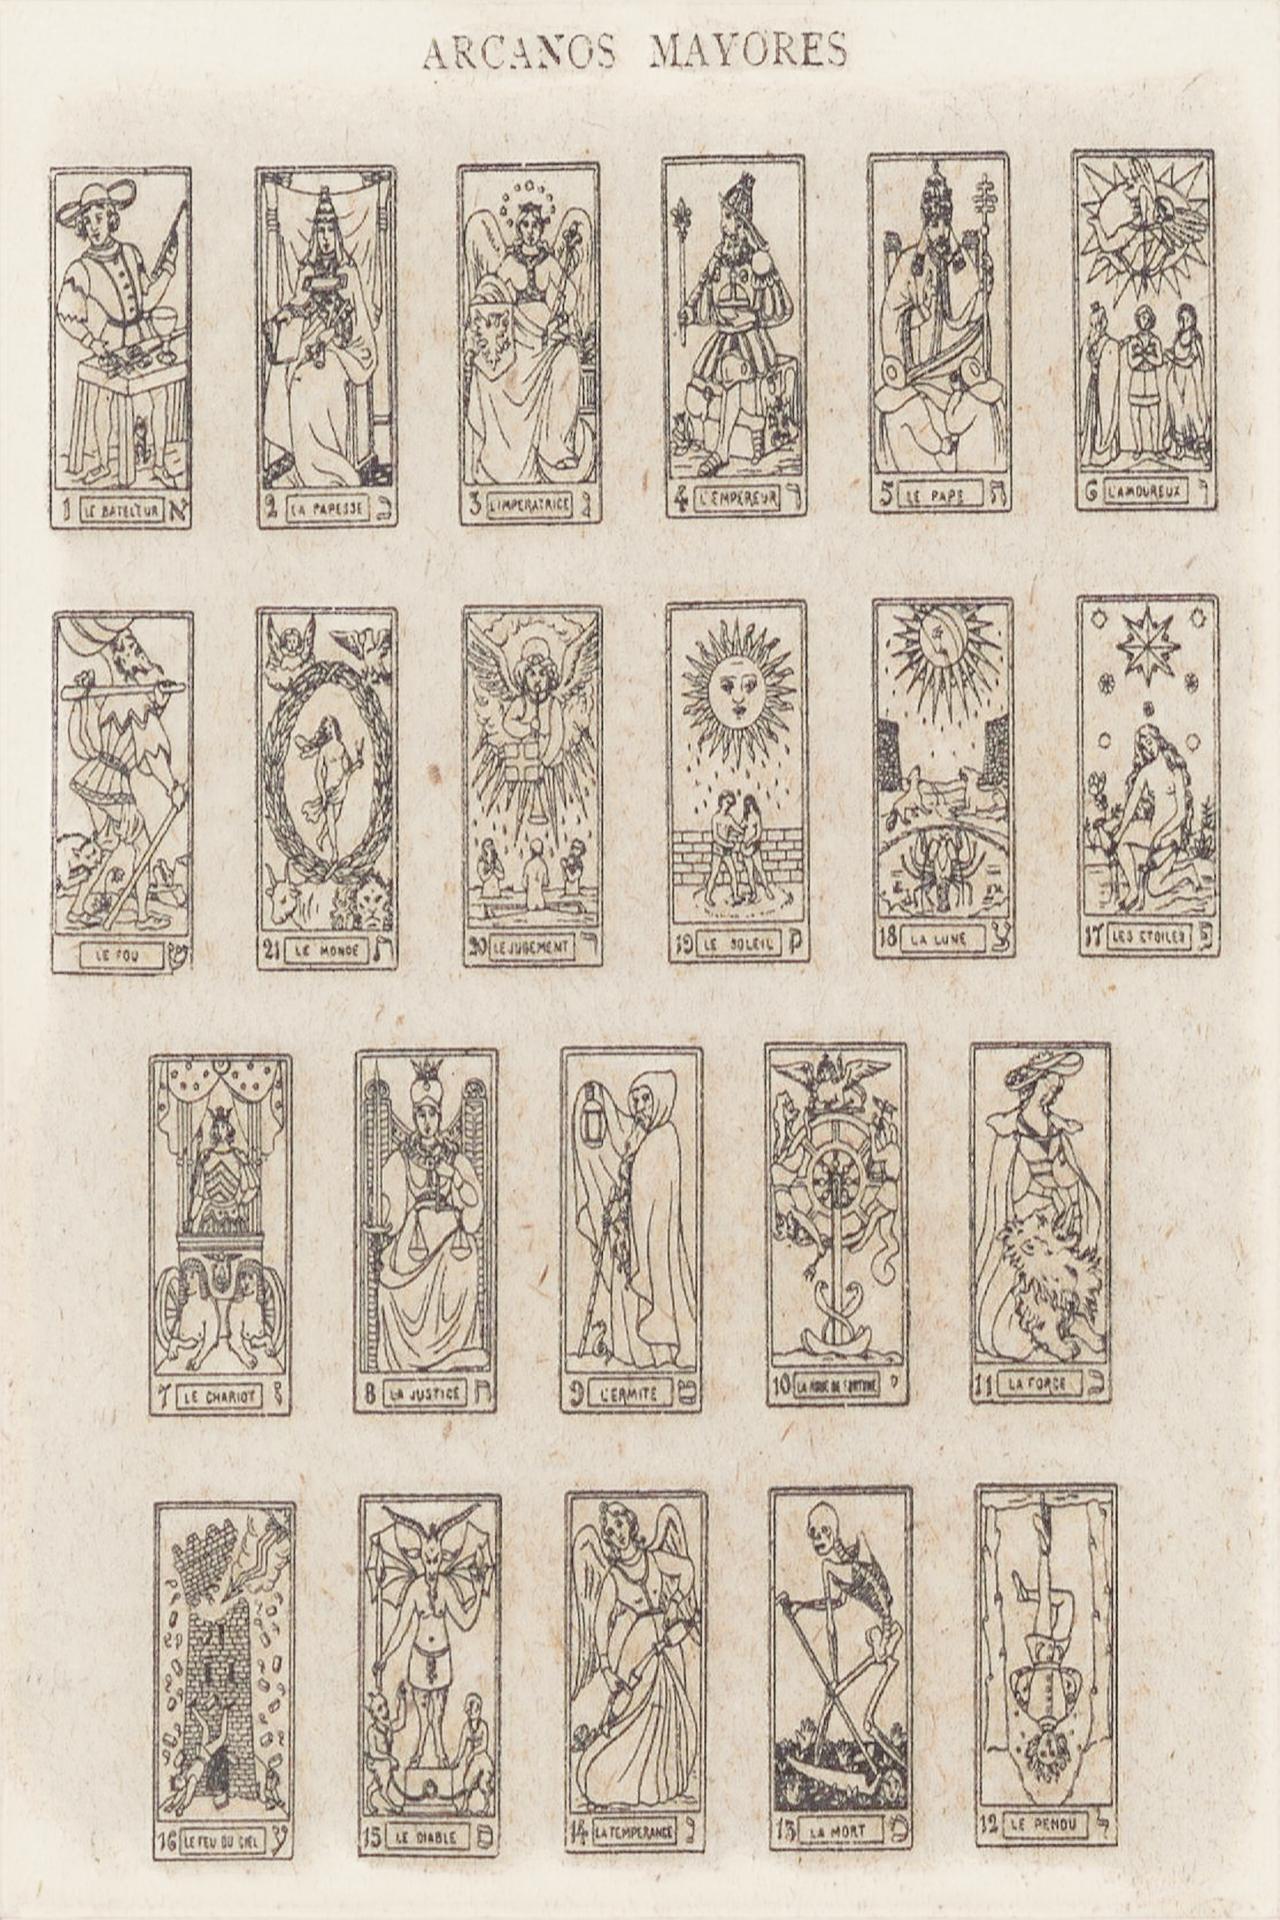 ARCANOS MAYORES
1 LE BATELEUR א
2 LA PAPESSE ב
3 L'IMPERATRICE ג
4 L'EMPEREUR ד
5 LE PAPE ה
6 L'AMOUREUX ו
LE FOU ש
21 LE MONDE ת
20 LE JUGEMENT ר
19 LE SOLEIL ק
18 LA LUNE צ
17 LES ETOILES פ
7 LE CHARIOT ז
8 LA JUSTICE ח
9 L'ERMITE ט
10 LA ROUE DE FORTUNE י
11 LA FORCE כ
16 LE FEU DU CIEL ע
15 LE DIABLE ס
14 LA TEMPERANCE נ
13 LA MORT מ
12 LE PENDU ל